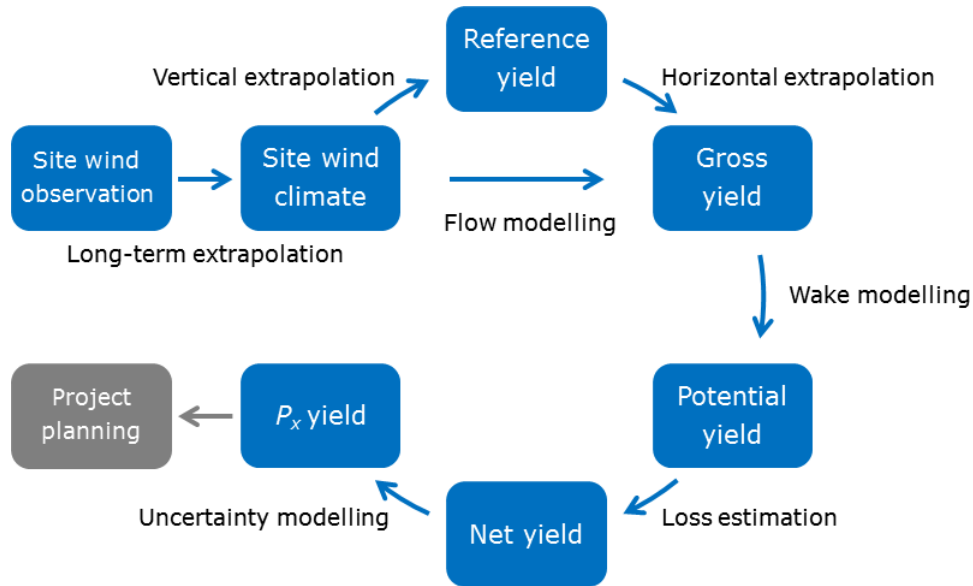 Reference
yield
Vertical extrapolation
Horizontal extrapolation
Site wind
observation
Site wind
climate
Gross
yield
Flow modelling
Long-term extrapolation
Wake modelling
Project
planning
Px yield
Potential
yield
Uncertainty modelling
Net yield
Loss estimation